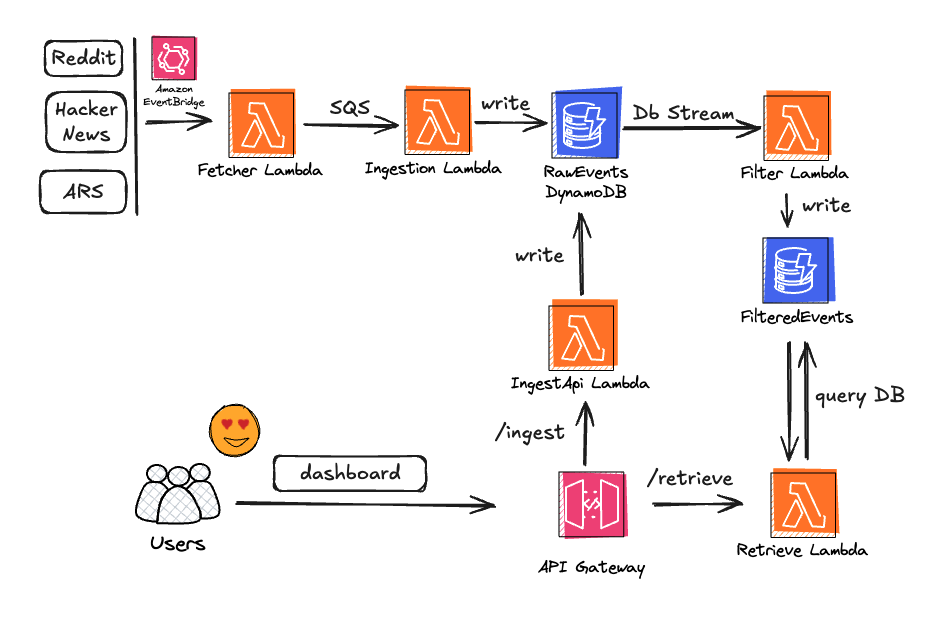 Reddit
Hacker
News
ARS
Amazon
EventBridge
Fetcher Lambda
SQS
Ingestion Lambda
write
RawEvents
DynamoDB
Db Stream
Filter Lambda
write
FilteredEvents
write
IngestApi Lambda
query DB
/ingest
dashboard
Users
/retrieve
API Gateway
Retrieve Lambda